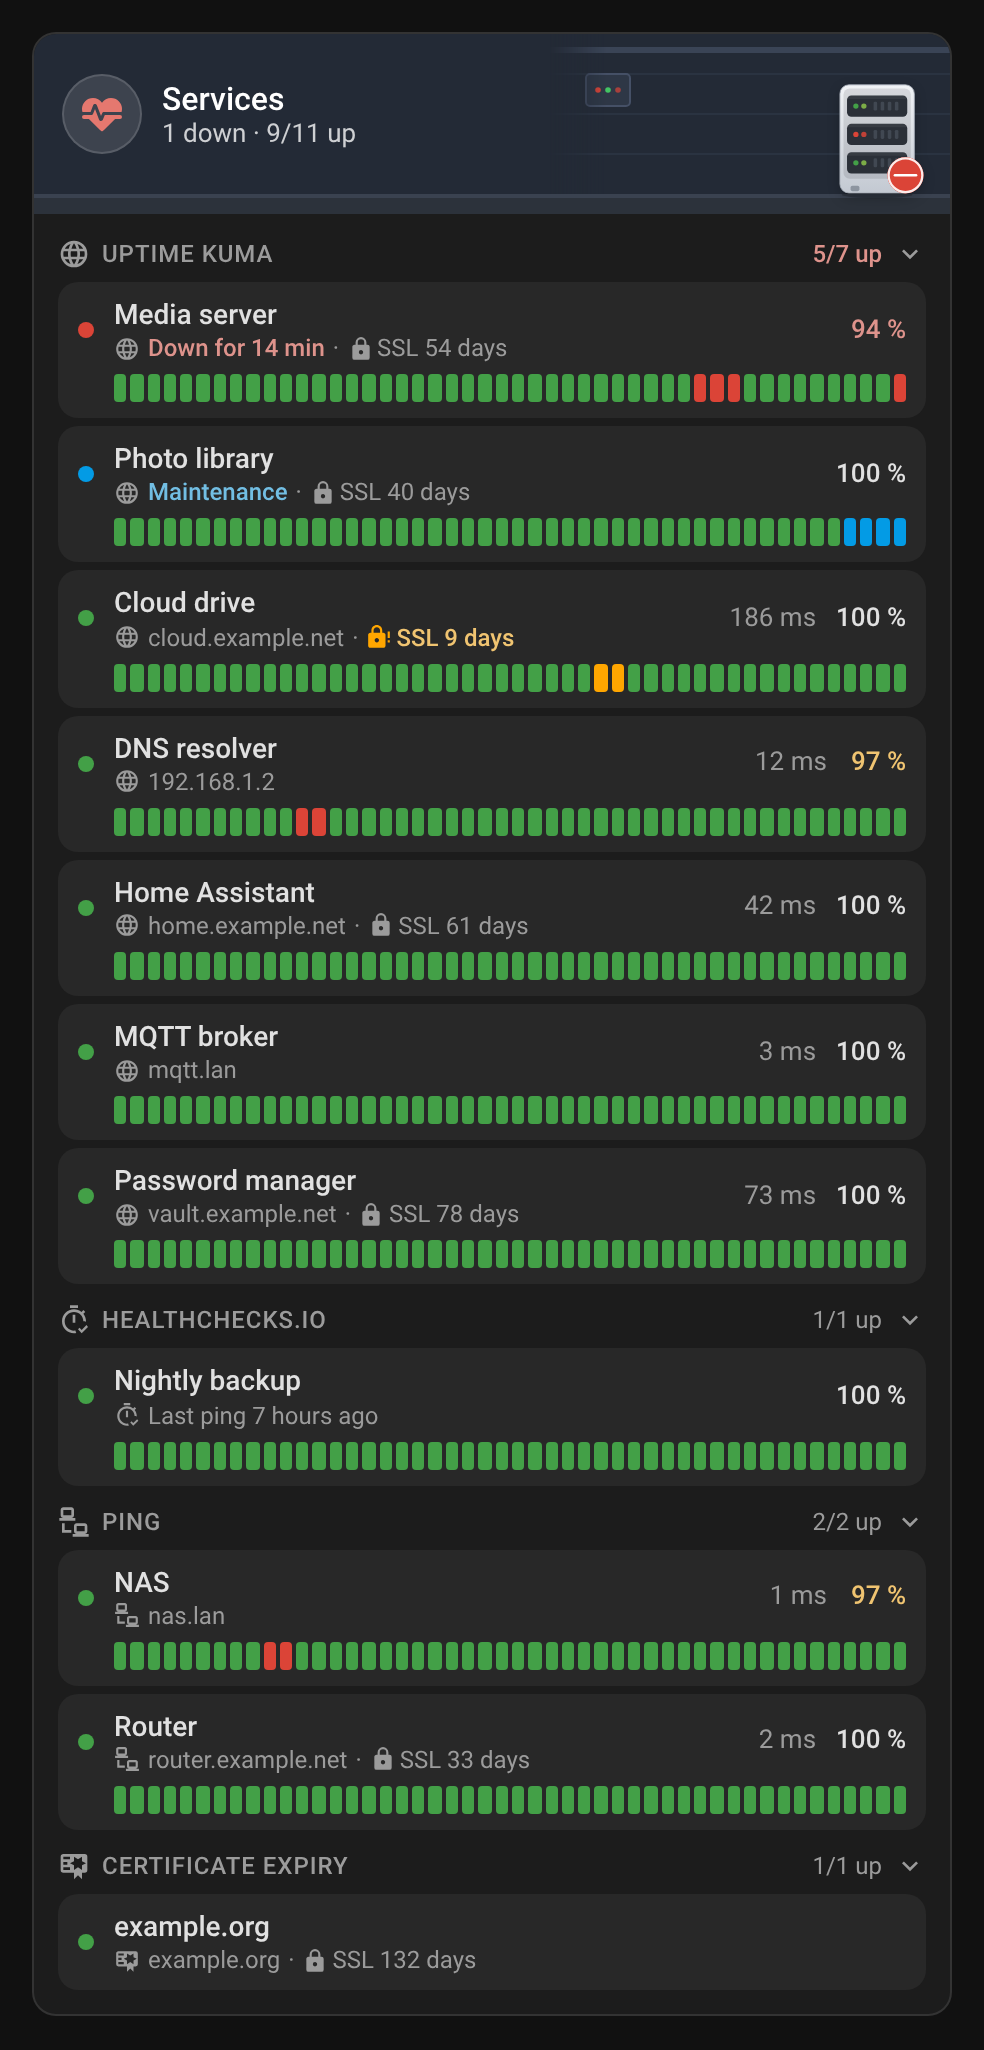 Services
1 down · 9/11 up
UPTIME KUMA 5/7 up
Media server 94 %
Down for 14 min · SSL 54 days
Photo library 100 %
Maintenance · SSL 40 days
Cloud drive 186 ms 100 %
cloud.example.net · SSL 9 days
DNS resolver 12 ms 97 %
192.168.1.2
Home Assistant 42 ms 100 %
home.example.net · SSL 61 days
MQTT broker 3 ms 100 %
mqtt.lan
Password manager 73 ms 100 %
vault.example.net · SSL 78 days
HEALTHCHECKS.IO 1/1 up
Nightly backup 100 %
Last ping 7 hours ago
PING 2/2 up
NAS 1 ms 97 %
nas.lan
Router 2 ms 100 %
router.example.net · SSL 33 days
CERTIFICATE EXPIRY 1/1 up
example.org
example.org · SSL 132 days